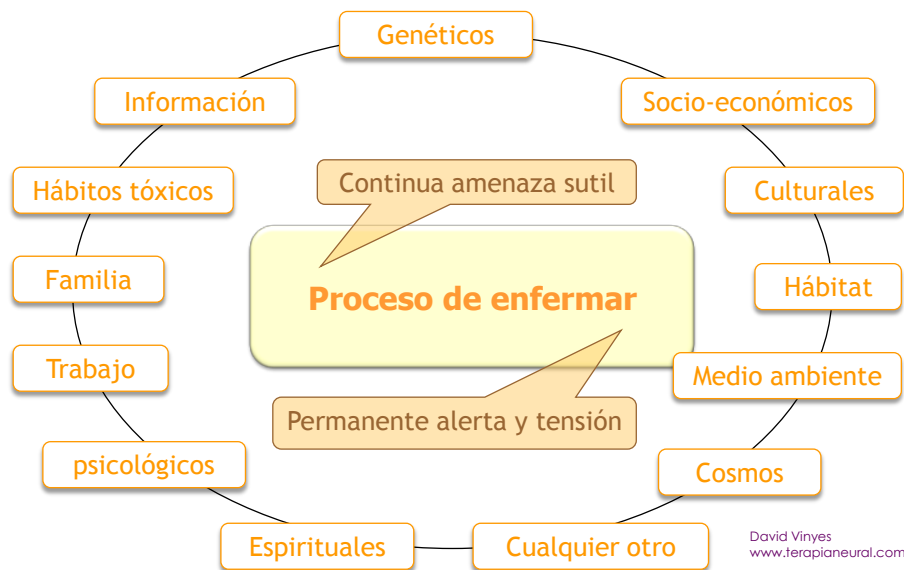 Genéticos
Información
Socio-económicos
Continua amenaza sutil
Hábitos tóxicos
Culturales
Familia
Proceso de enfermar
Hábitat
Trabajo
Medio ambiente
Permanente alerta y tensión
psicológicos
Cosmos
Espirituales
Cualquier otro
David Vinyes
www.terapianeural.com